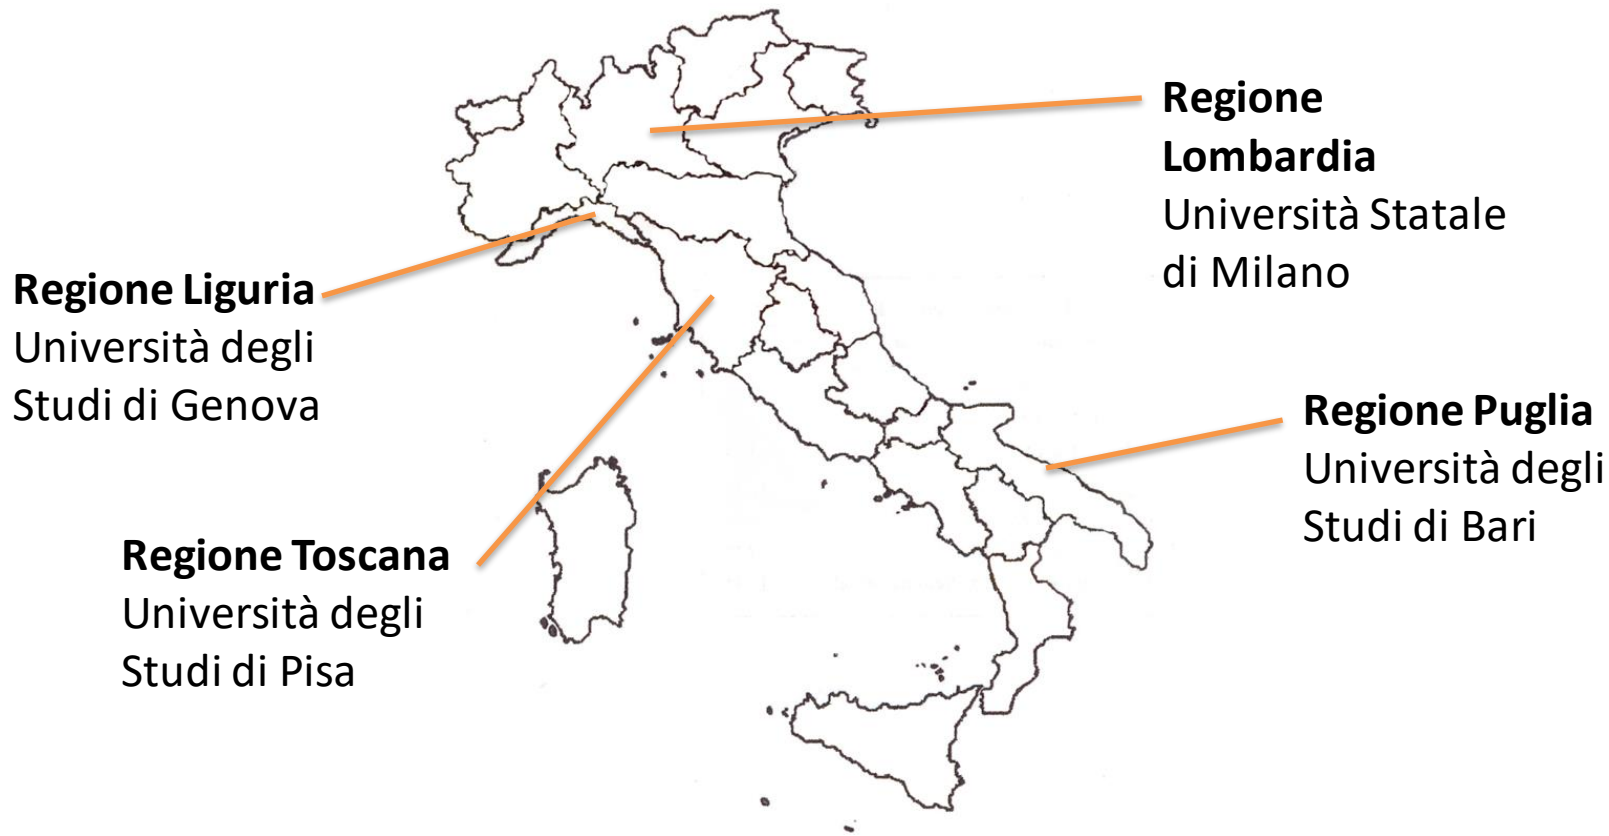 Regione
Lombardia
Università Statale
di Milano
Regione Liguria
Università degli
Studi di Genova
Regione Puglia
Università degli
Studi di Bari
Regione Toscana
Università degli
Studi di Pisa